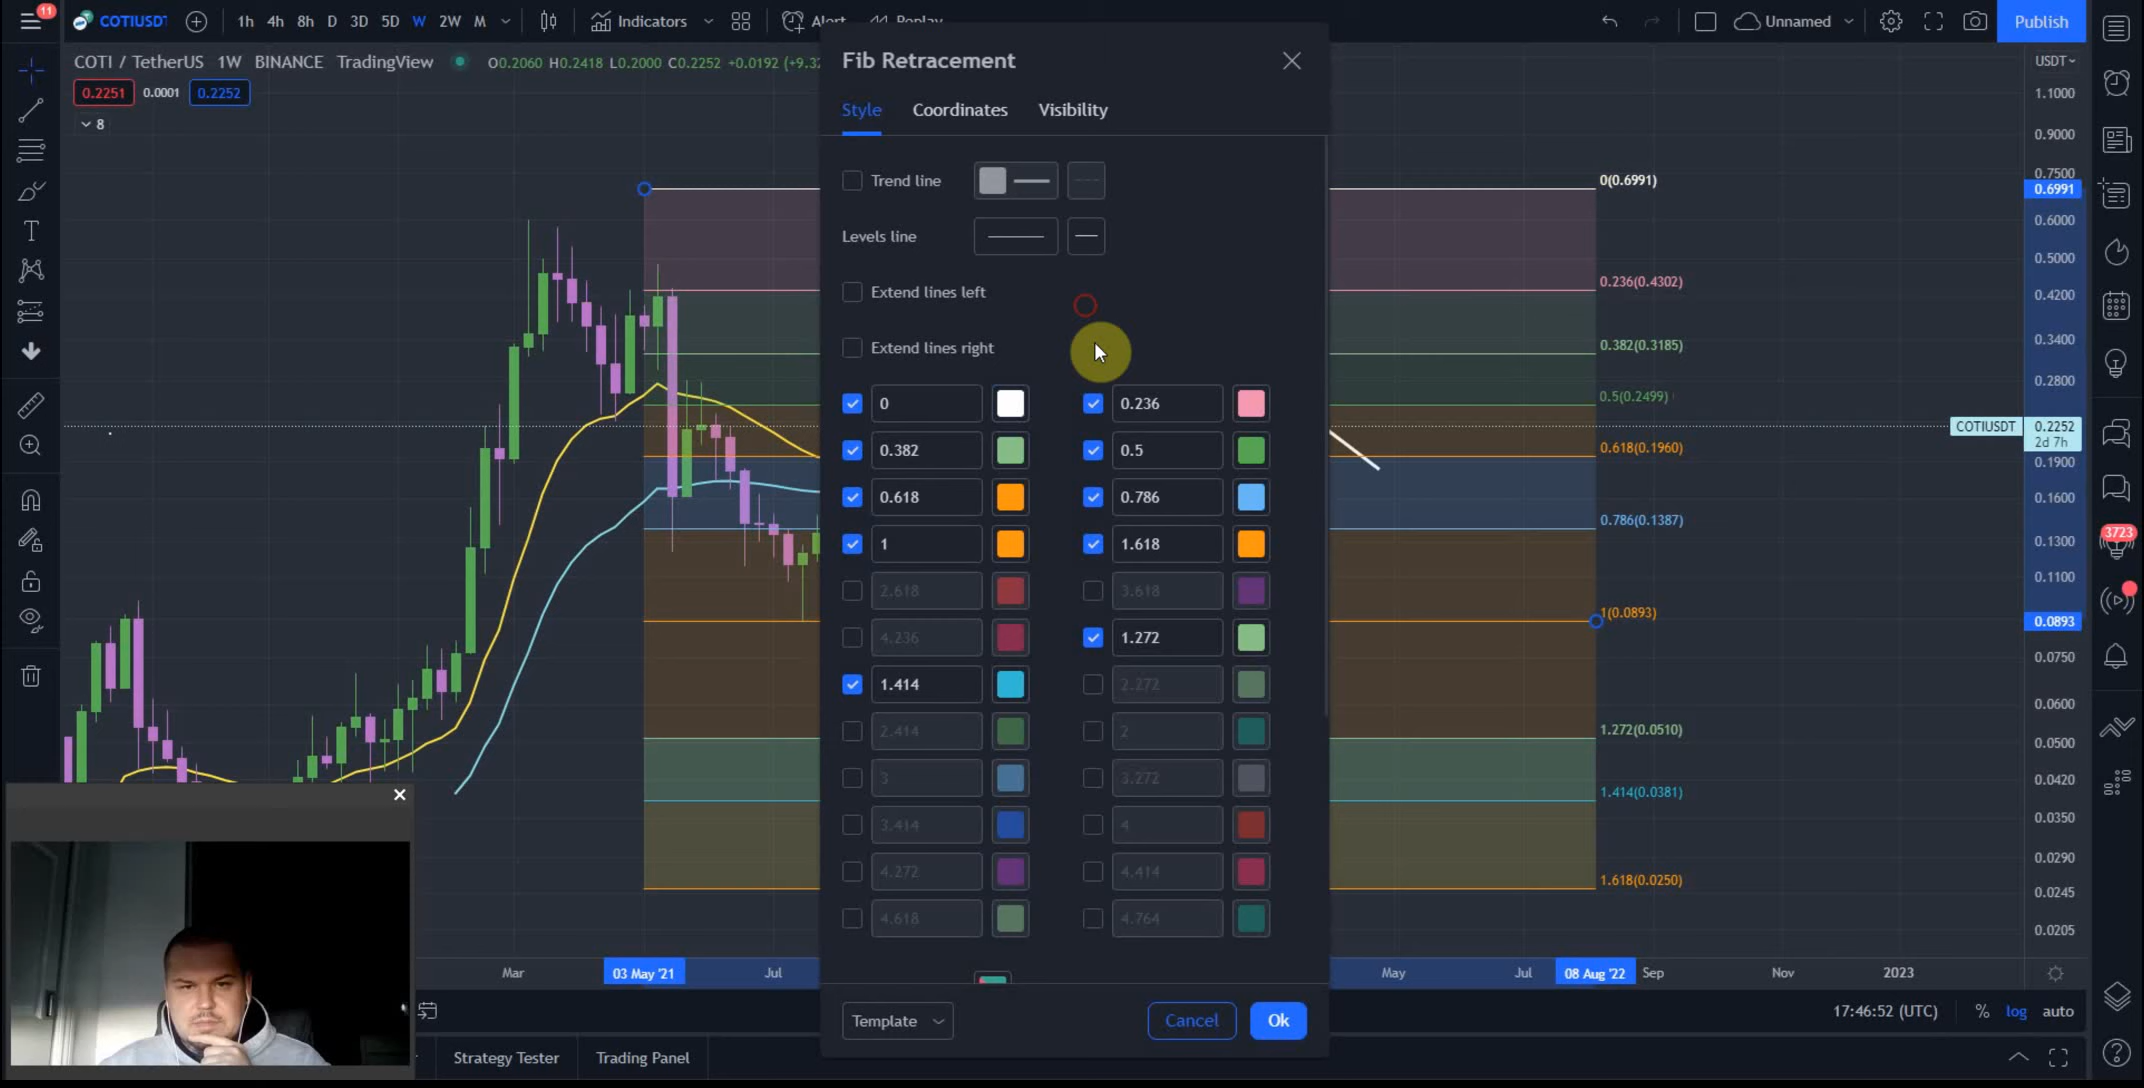 11
COTIUSDT
1h 4h 8h D 3D 5D W 2W M
Indicators
Alert
Replay
Unnamed
Publish
COTI / TetherUS 1W BINANCE TradingView
O0.2060 H0.2418 L0.2000 C0.2252 +0.0192 (+9.32
0.2251 0.0001 0.2252
8
Fib Retracement
Style Coordinates Visibility
Trend line
Levels line
Extend lines left
Extend lines right
0 0.236
0.382 0.5
0.618 0.786
1 1.618
2.618 3.618
4.236 1.272
1.414 2.272
2.414 2
3 3.272
3.414 4
4.272 4.414
4.618 4.764
Template
Cancel
Ok
0(0.6991)
0.236(0.4302)
0.382(0.3185)
0.5(0.2499)
0.618(0.1960)
0.786(0.1387)
1(0.0893)
1.272(0.0510)
1.414(0.0381)
1.618(0.0250)
USDT
1.1000
0.9000
0.7500
0.6991
0.6000
0.5000
0.4200
0.3400
0.2800
COTIUSDT 0.2252
2d 7h
0.1900
0.1600
0.1300
0.1100
0.0893
0.0750
0.0600
0.0500
0.0420
0.0350
0.0290
0.0245
0.0205
3723
Mar 03 May '21 Jul May Jul 08 Aug '22 Sep Nov 2023
17:46:52 (UTC) % log auto
Strategy Tester Trading Panel